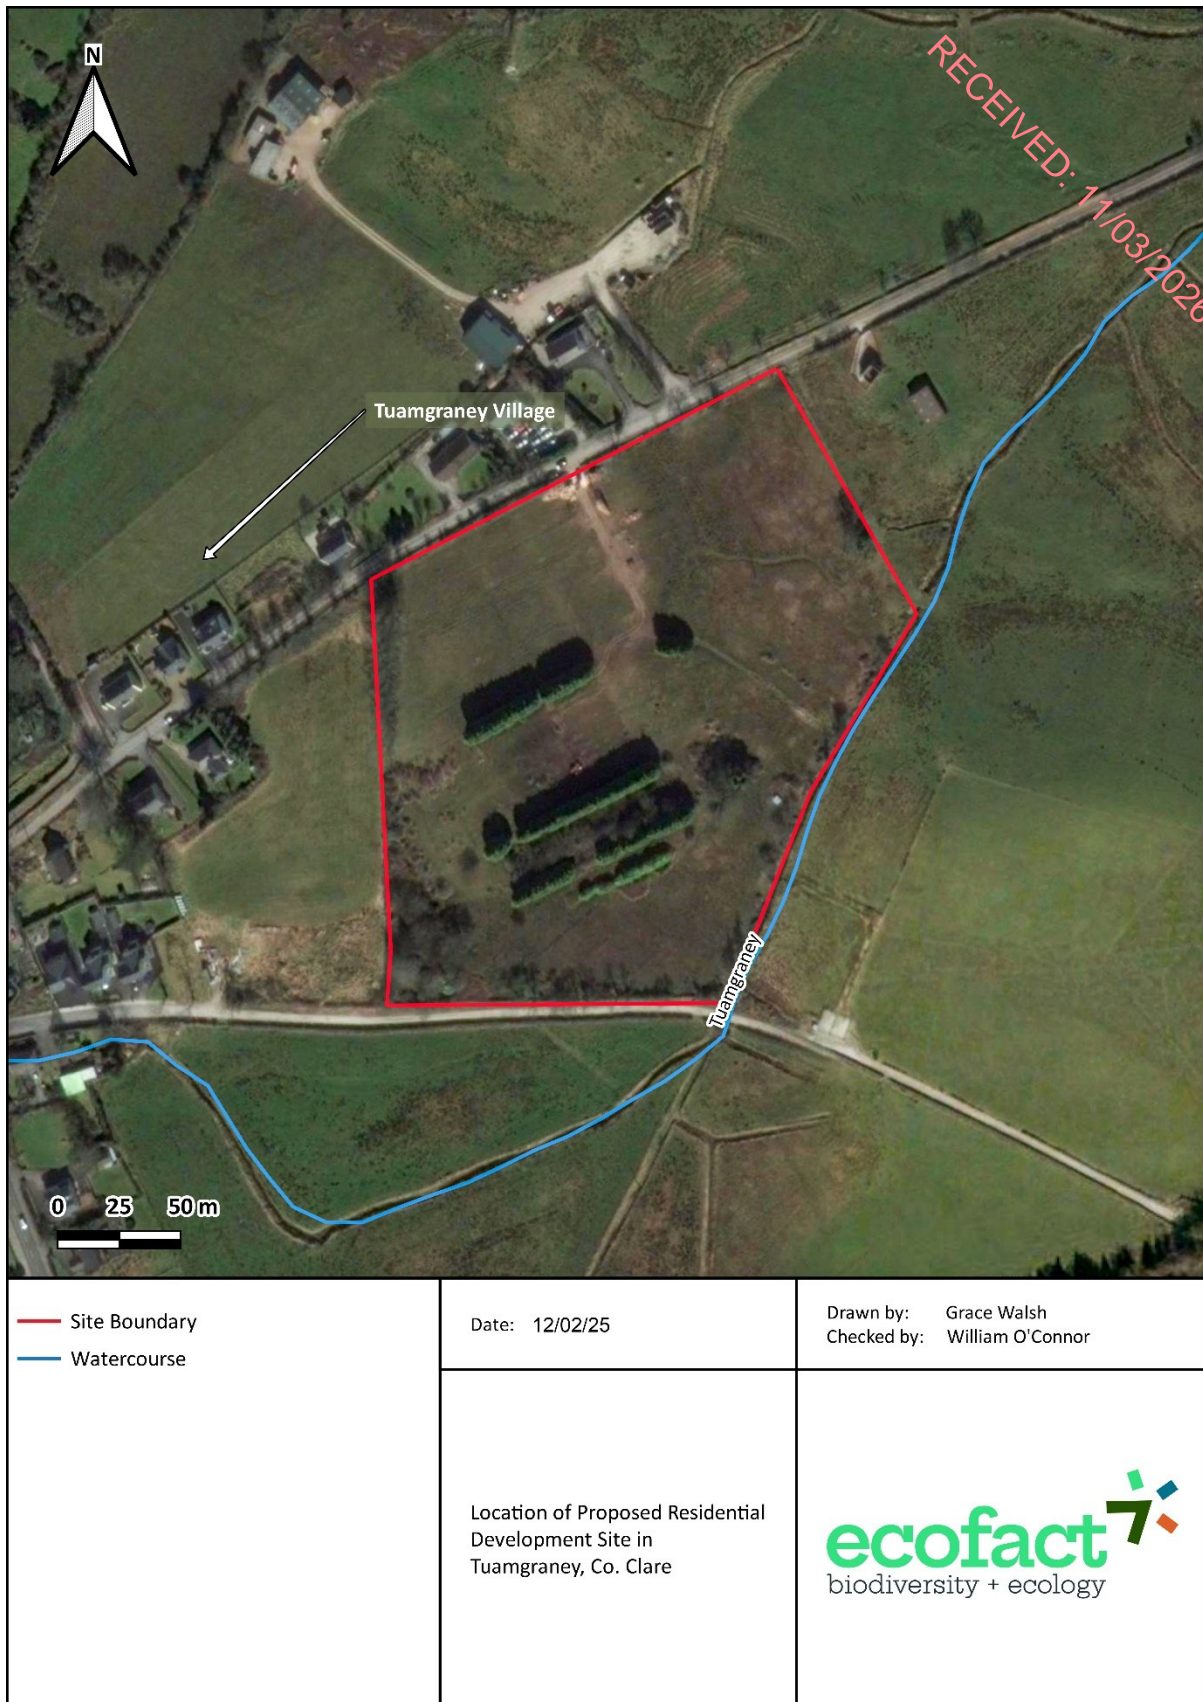 N
RECEIVED: 11/03/2026
Tuamgraney Village
Tuamgraney
0 25 50 m
Site Boundary
Watercourse
Date: 12/02/25
Drawn by: Grace Walsh
Checked by: William O'Connor
Location of Proposed Residential
Development Site in
Tuamgraney, Co. Clare
ecofact
biodiversity + ecology